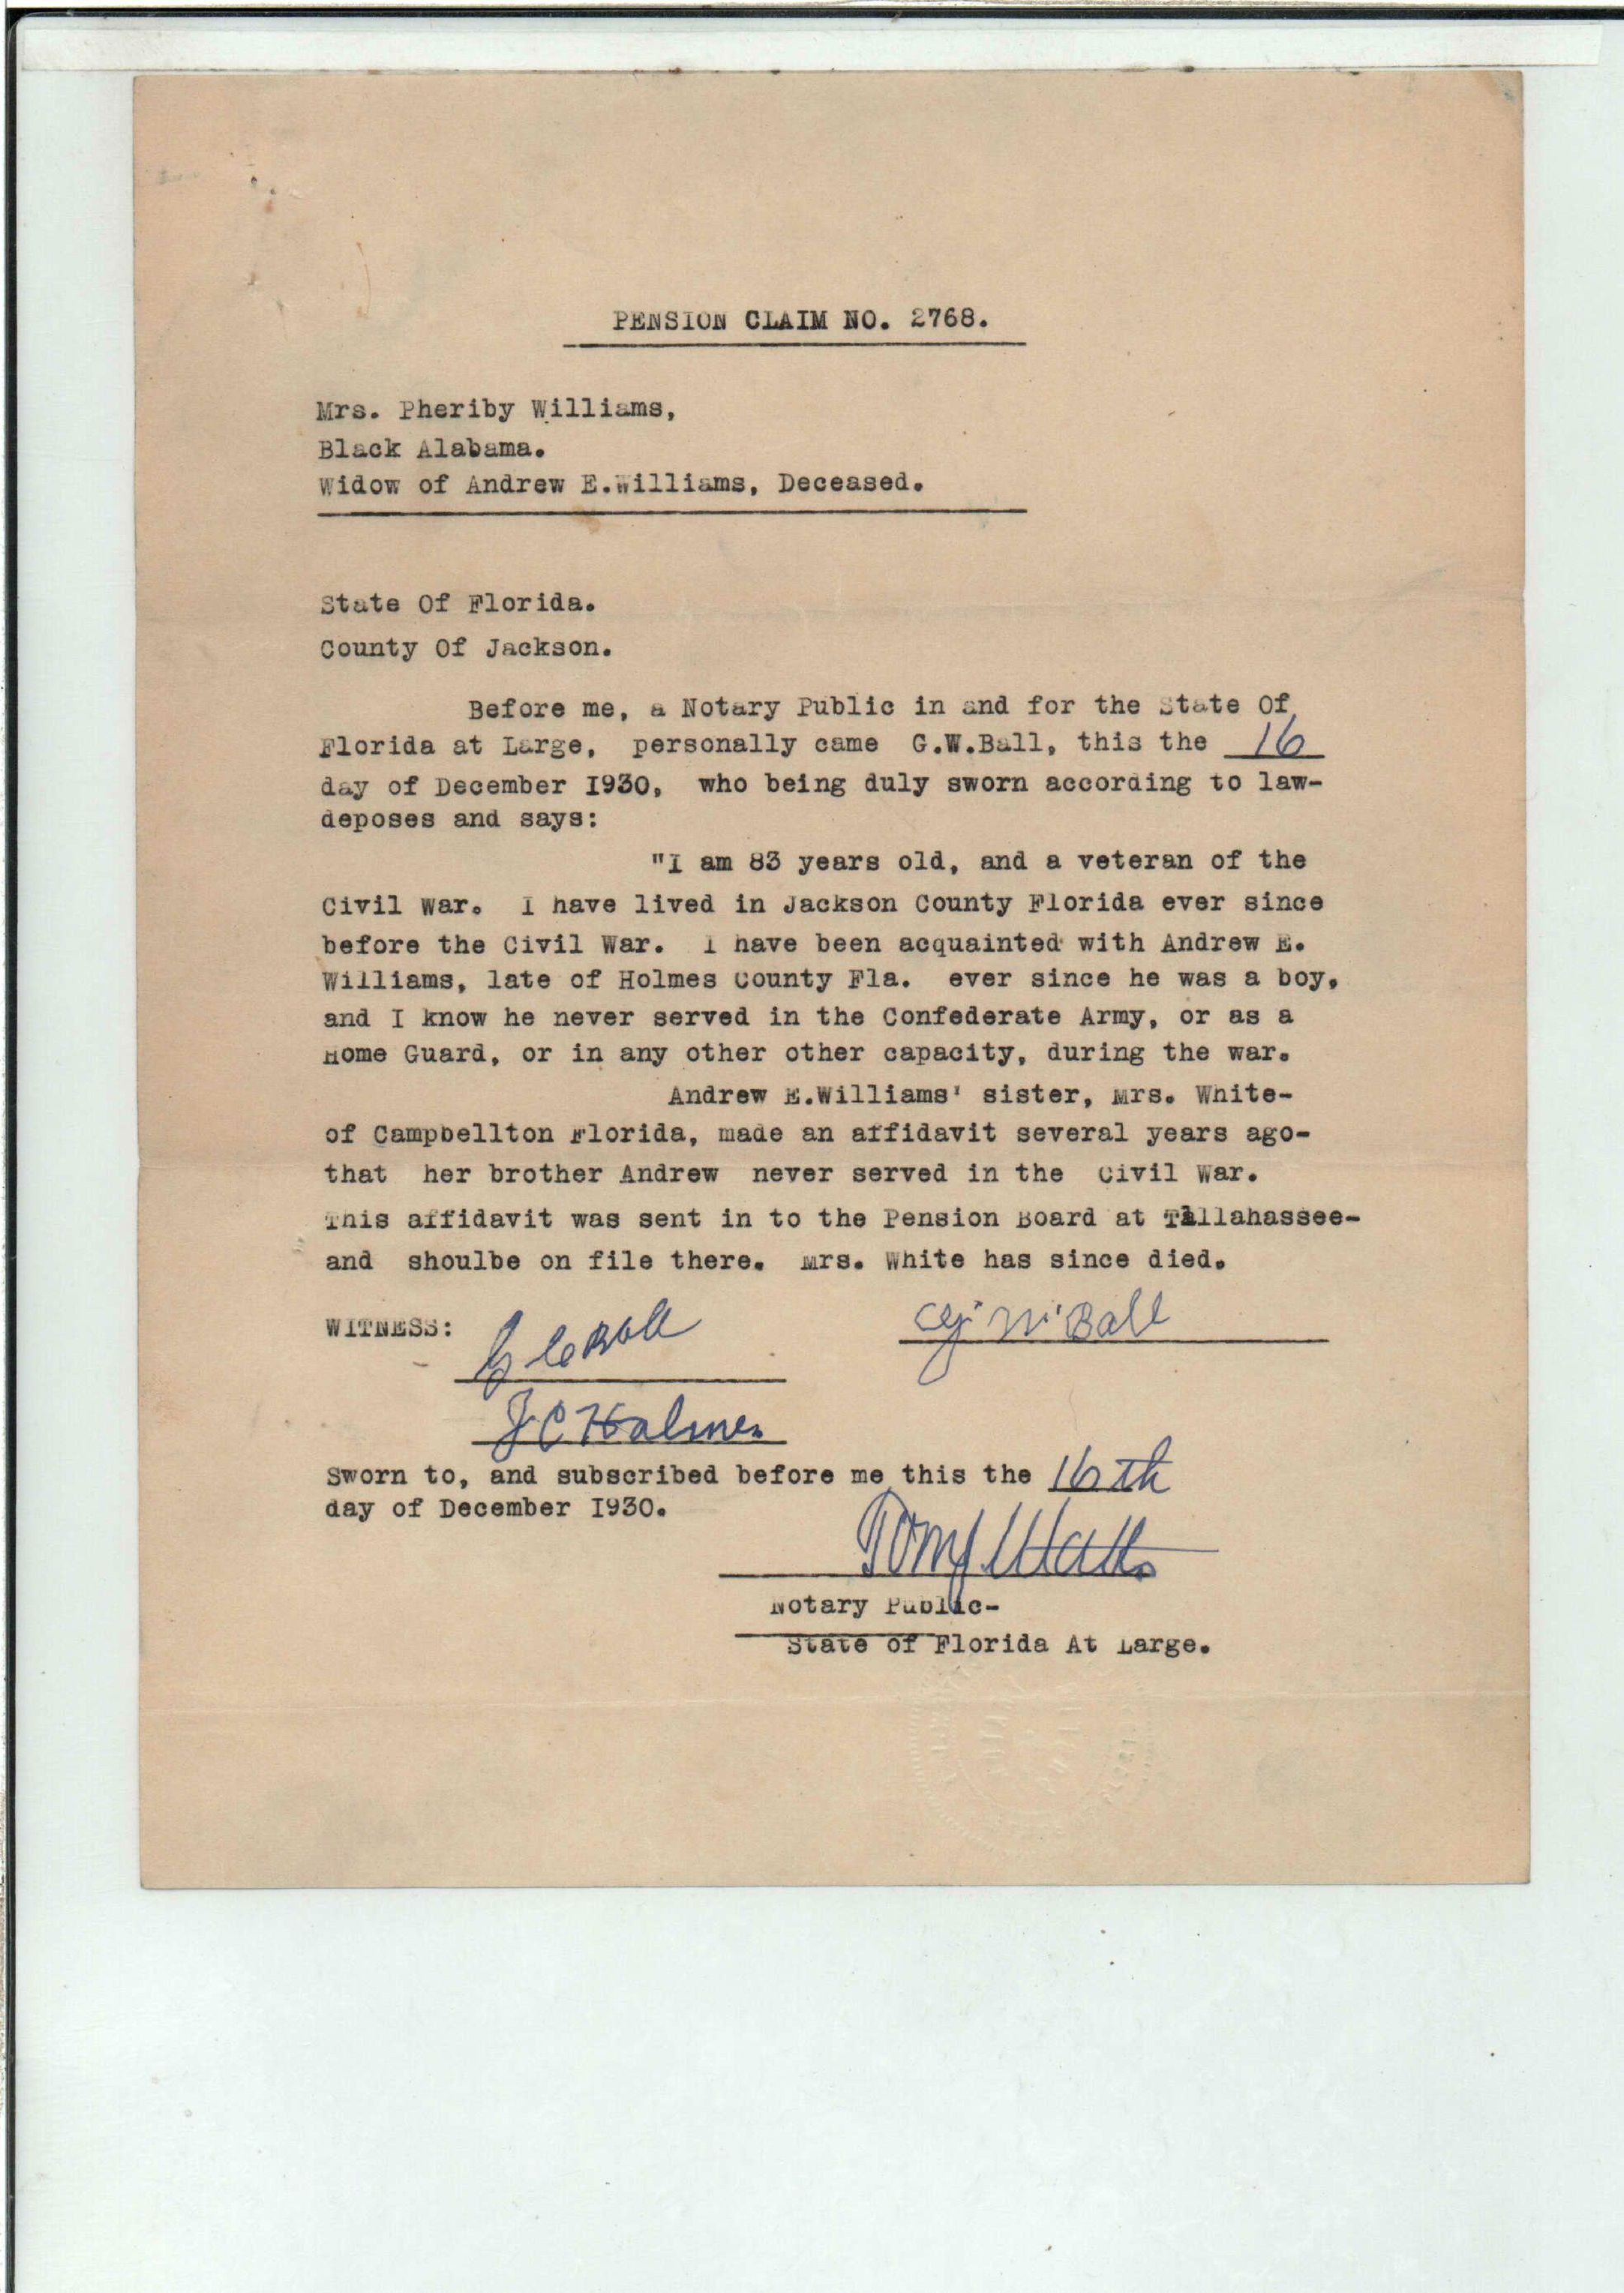 PENSION CLAIM NO. 2768.
Mrs. Pheriby Williams,
Black Alabama.
Widow of Andrew E.Williams, Deceased.
State Of Florida.
County Of Jackson.
Before me, a Notary Public in and for the State Of
Florida at Large, personally came G.W.Ball, this the 16
day of December 1930, who being duly sworn according to law-
deposes and says:
"I am 83 years old, and a veteran of the
Civil War. I have lived in Jackson County Florida ever since
before the Civil War. I have been acquainted with Andrew E.
Williams, late of Holmes County Fla. ever since he was a boy,
and I know he never served in the Confederate Army, or as a
Home Guard, or in any other other capacity, during the war.
Andrew E.Williams' sister, Mrs. White-
of Campbellton Florida, made an affidavit several years ago-
that her brother Andrew never served in the Civil War.
This affidavit was sent in to the Pension Board at Tallahassee-
and shoulbe on file there. Mrs. White has since died.
WITNESS:
Ball
G W Ball
J C Holmes
Sworn to, and subscribed before me this the 16th
day of December 1930.
Tom Watts
Notary Public-
State of Florida At Large.